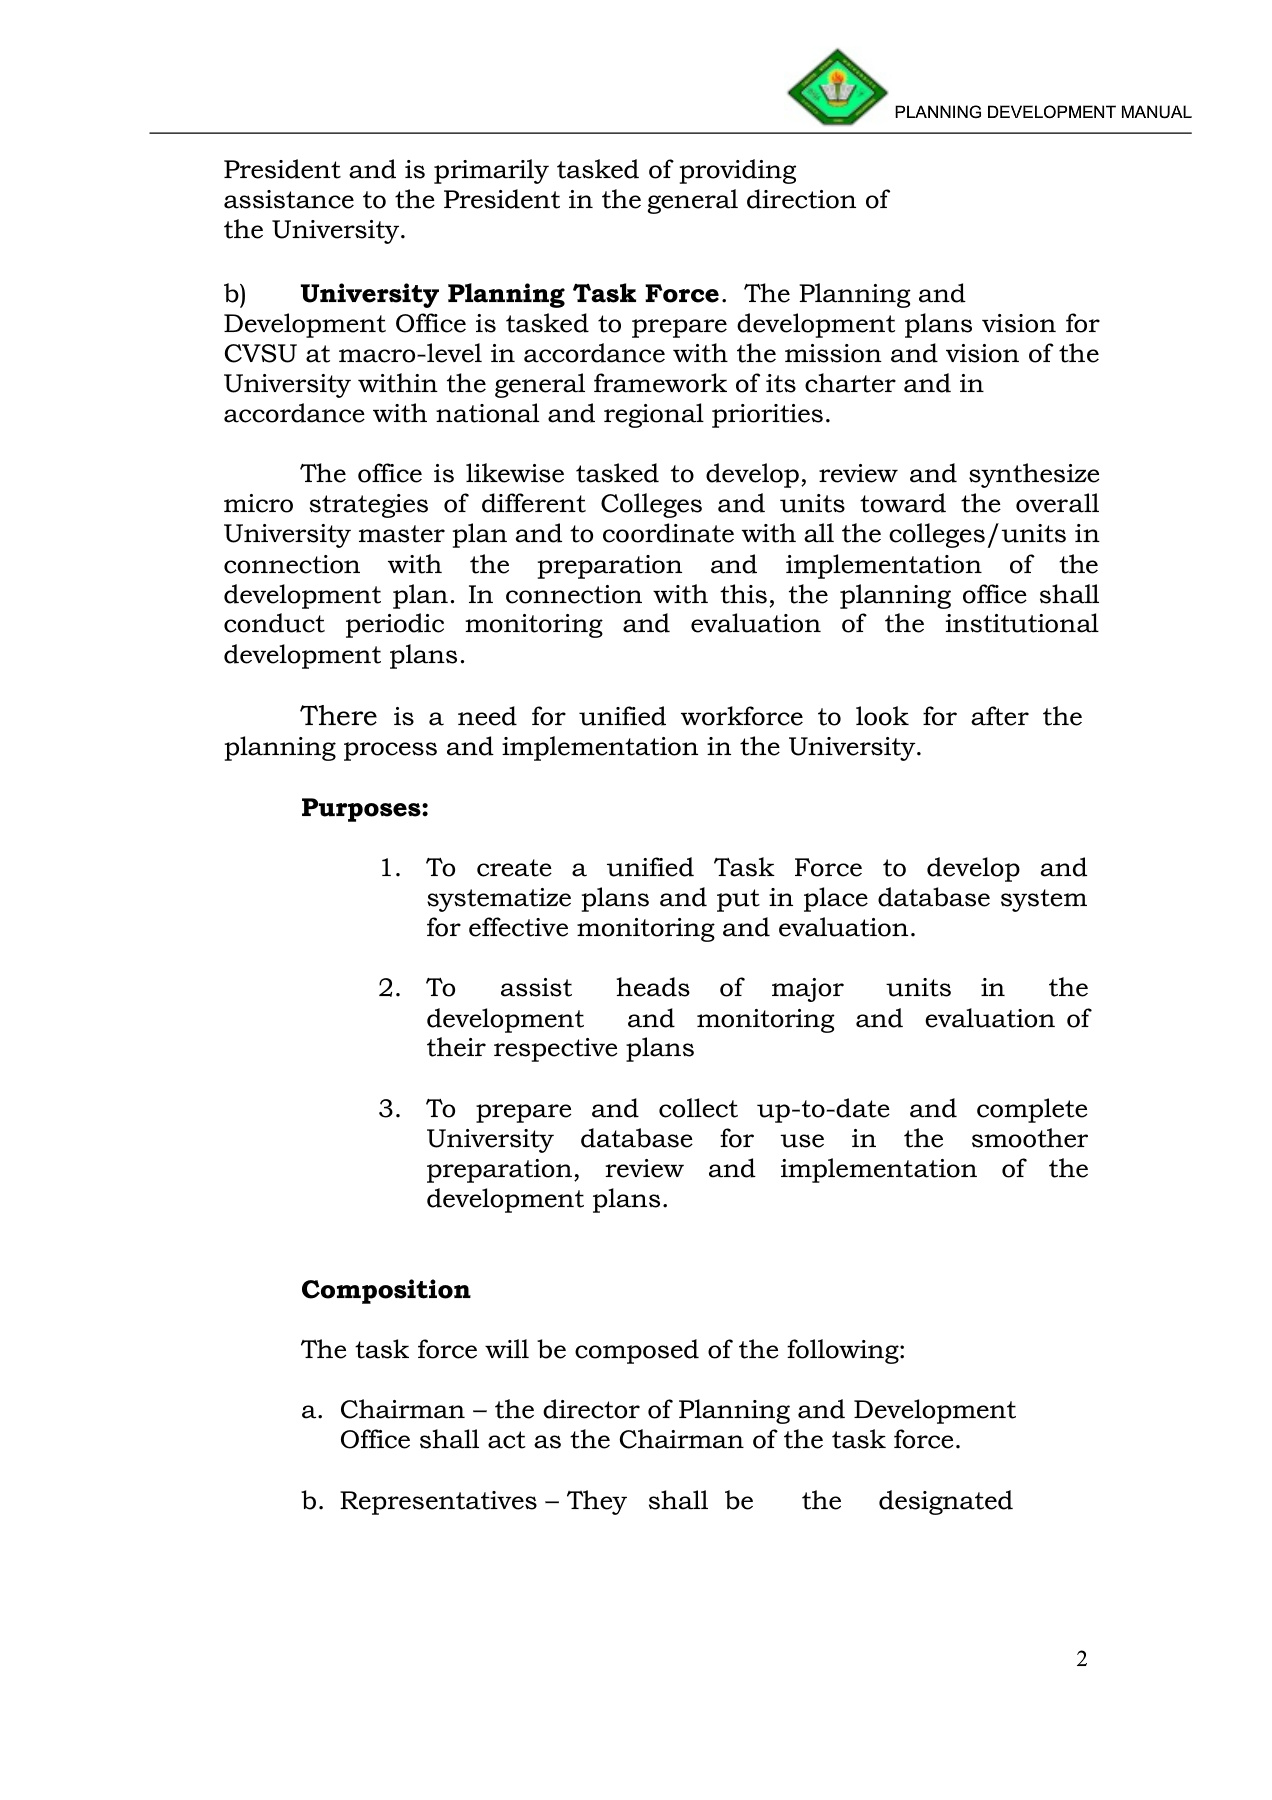 PLANNING DEVELOPMENT MANUAL
President and is primarily tasked of providing
assistance to the President in the general direction of
the University.
b) University Planning Task Force. The Planning and
Development Office is tasked to prepare development plans vision for
CVSU at macro-level in accordance with the mission and vision of the
University within the general framework of its charter and in
accordance with national and regional priorities.
The office is likewise tasked to develop, review and synthesize
micro strategies of different Colleges and units toward the overall
University master plan and to coordinate with all the colleges/units in
connection with the preparation and implementation of the
development plan. In connection with this, the planning office shall
conduct periodic monitoring and evaluation of the institutional
development plans.
There is a need for unified workforce to look for after the
planning process and implementation in the University.
Purposes:
1. To create a unified Task Force to develop and
systematize plans and put in place database system
for effective monitoring and evaluation.
2. To assist heads of major units in the
development and monitoring and evaluation of
their respective plans
3. To prepare and collect up-to-date and complete
University database for use in the smoother
preparation, review and implementation of the
development plans.
Composition
The task force will be composed of the following:
a. Chairman – the director of Planning and Development
Office shall act as the Chairman of the task force.
b. Representatives – They shall be the designated
2